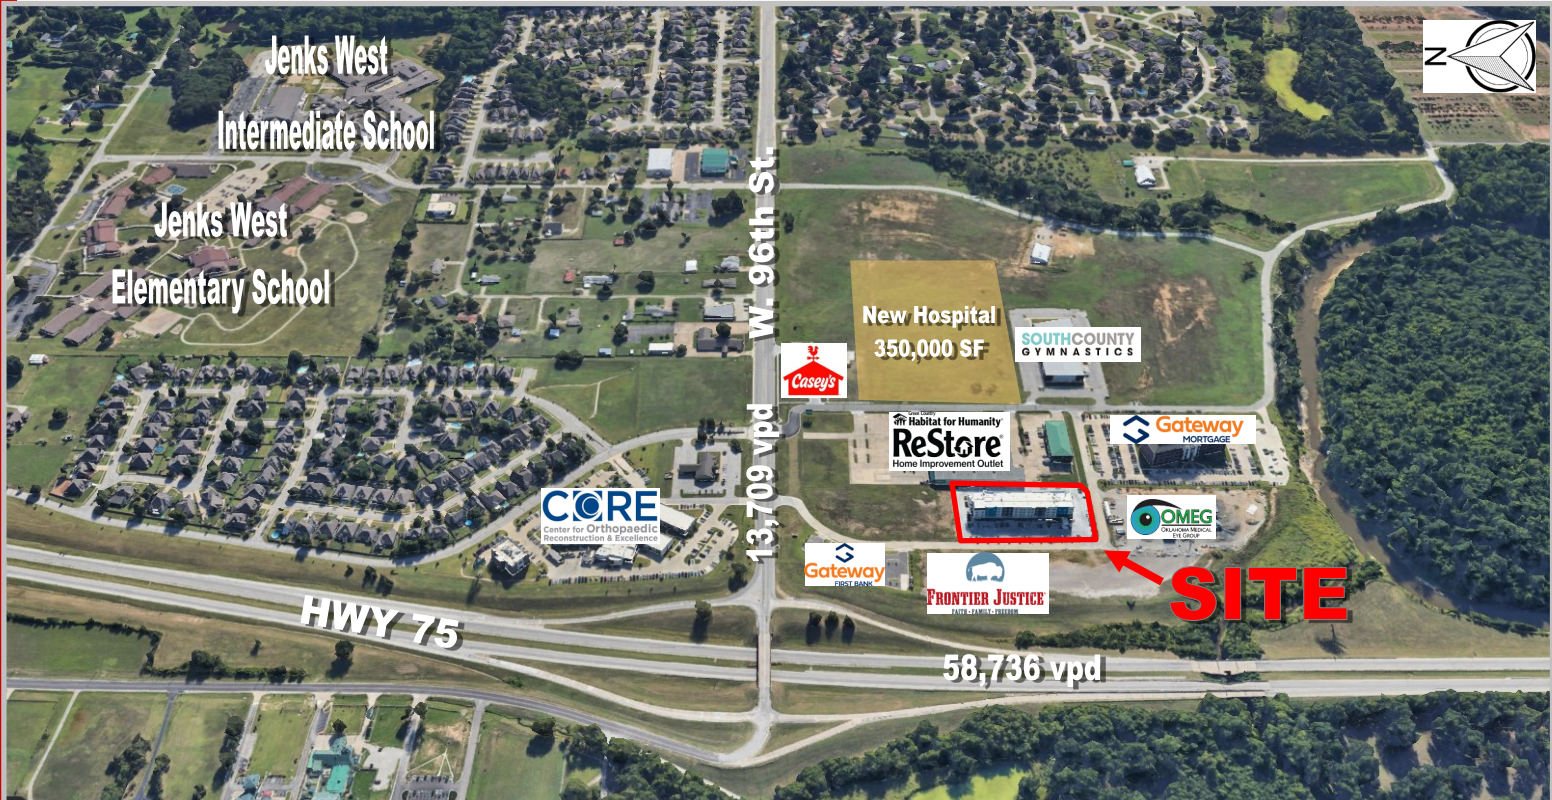 Jenks West
Intermediate School
N
Jenks West
Elementary School
W. 96th St.
13,709 vpd
New Hospital
350,000 SF
SOUTHCOUNTY
GYMNASTICS
Casey's
Green Country
Habitat for Humanity®
ReStore®
Home Improvement Outlet
Gateway
MORTGAGE
CORE
Center for Orthopaedic
Reconstruction & Excellence
OMEG
OKLAHOMA MEDICAL
EYE GROUP
Gateway
FIRST BANK
FRONTIER JUSTICE
FAITH • FAMILY • FREEDOM
SITE
HWY 75
58,736 vpd